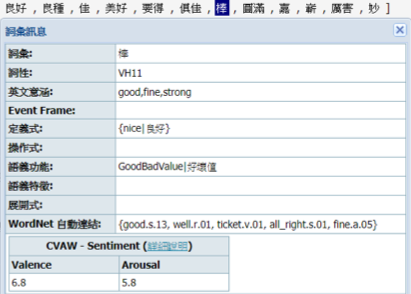 良好 , 良種 , 佳 , 美好 , 要得 , 俱佳 , 棒 , 圓滿 , 嘉 , 嶄 , 厲害 , 妙 ]
詞彙訊息
詞彙: 棒
詞性: VH11
英文意涵: good,fine,strong
Event Frame:
定義式: {nice|良好}
操作式:
語義功能: GoodBadValue|好壞值
語義特徵:
展開式:
WordNet 自動連結: {good.s.13, well.r.01, ticket.v.01, all_right.s.01, fine.a.05}
CVAW - Sentiment (詳細說明)
Valence Arousal
6.8 5.8